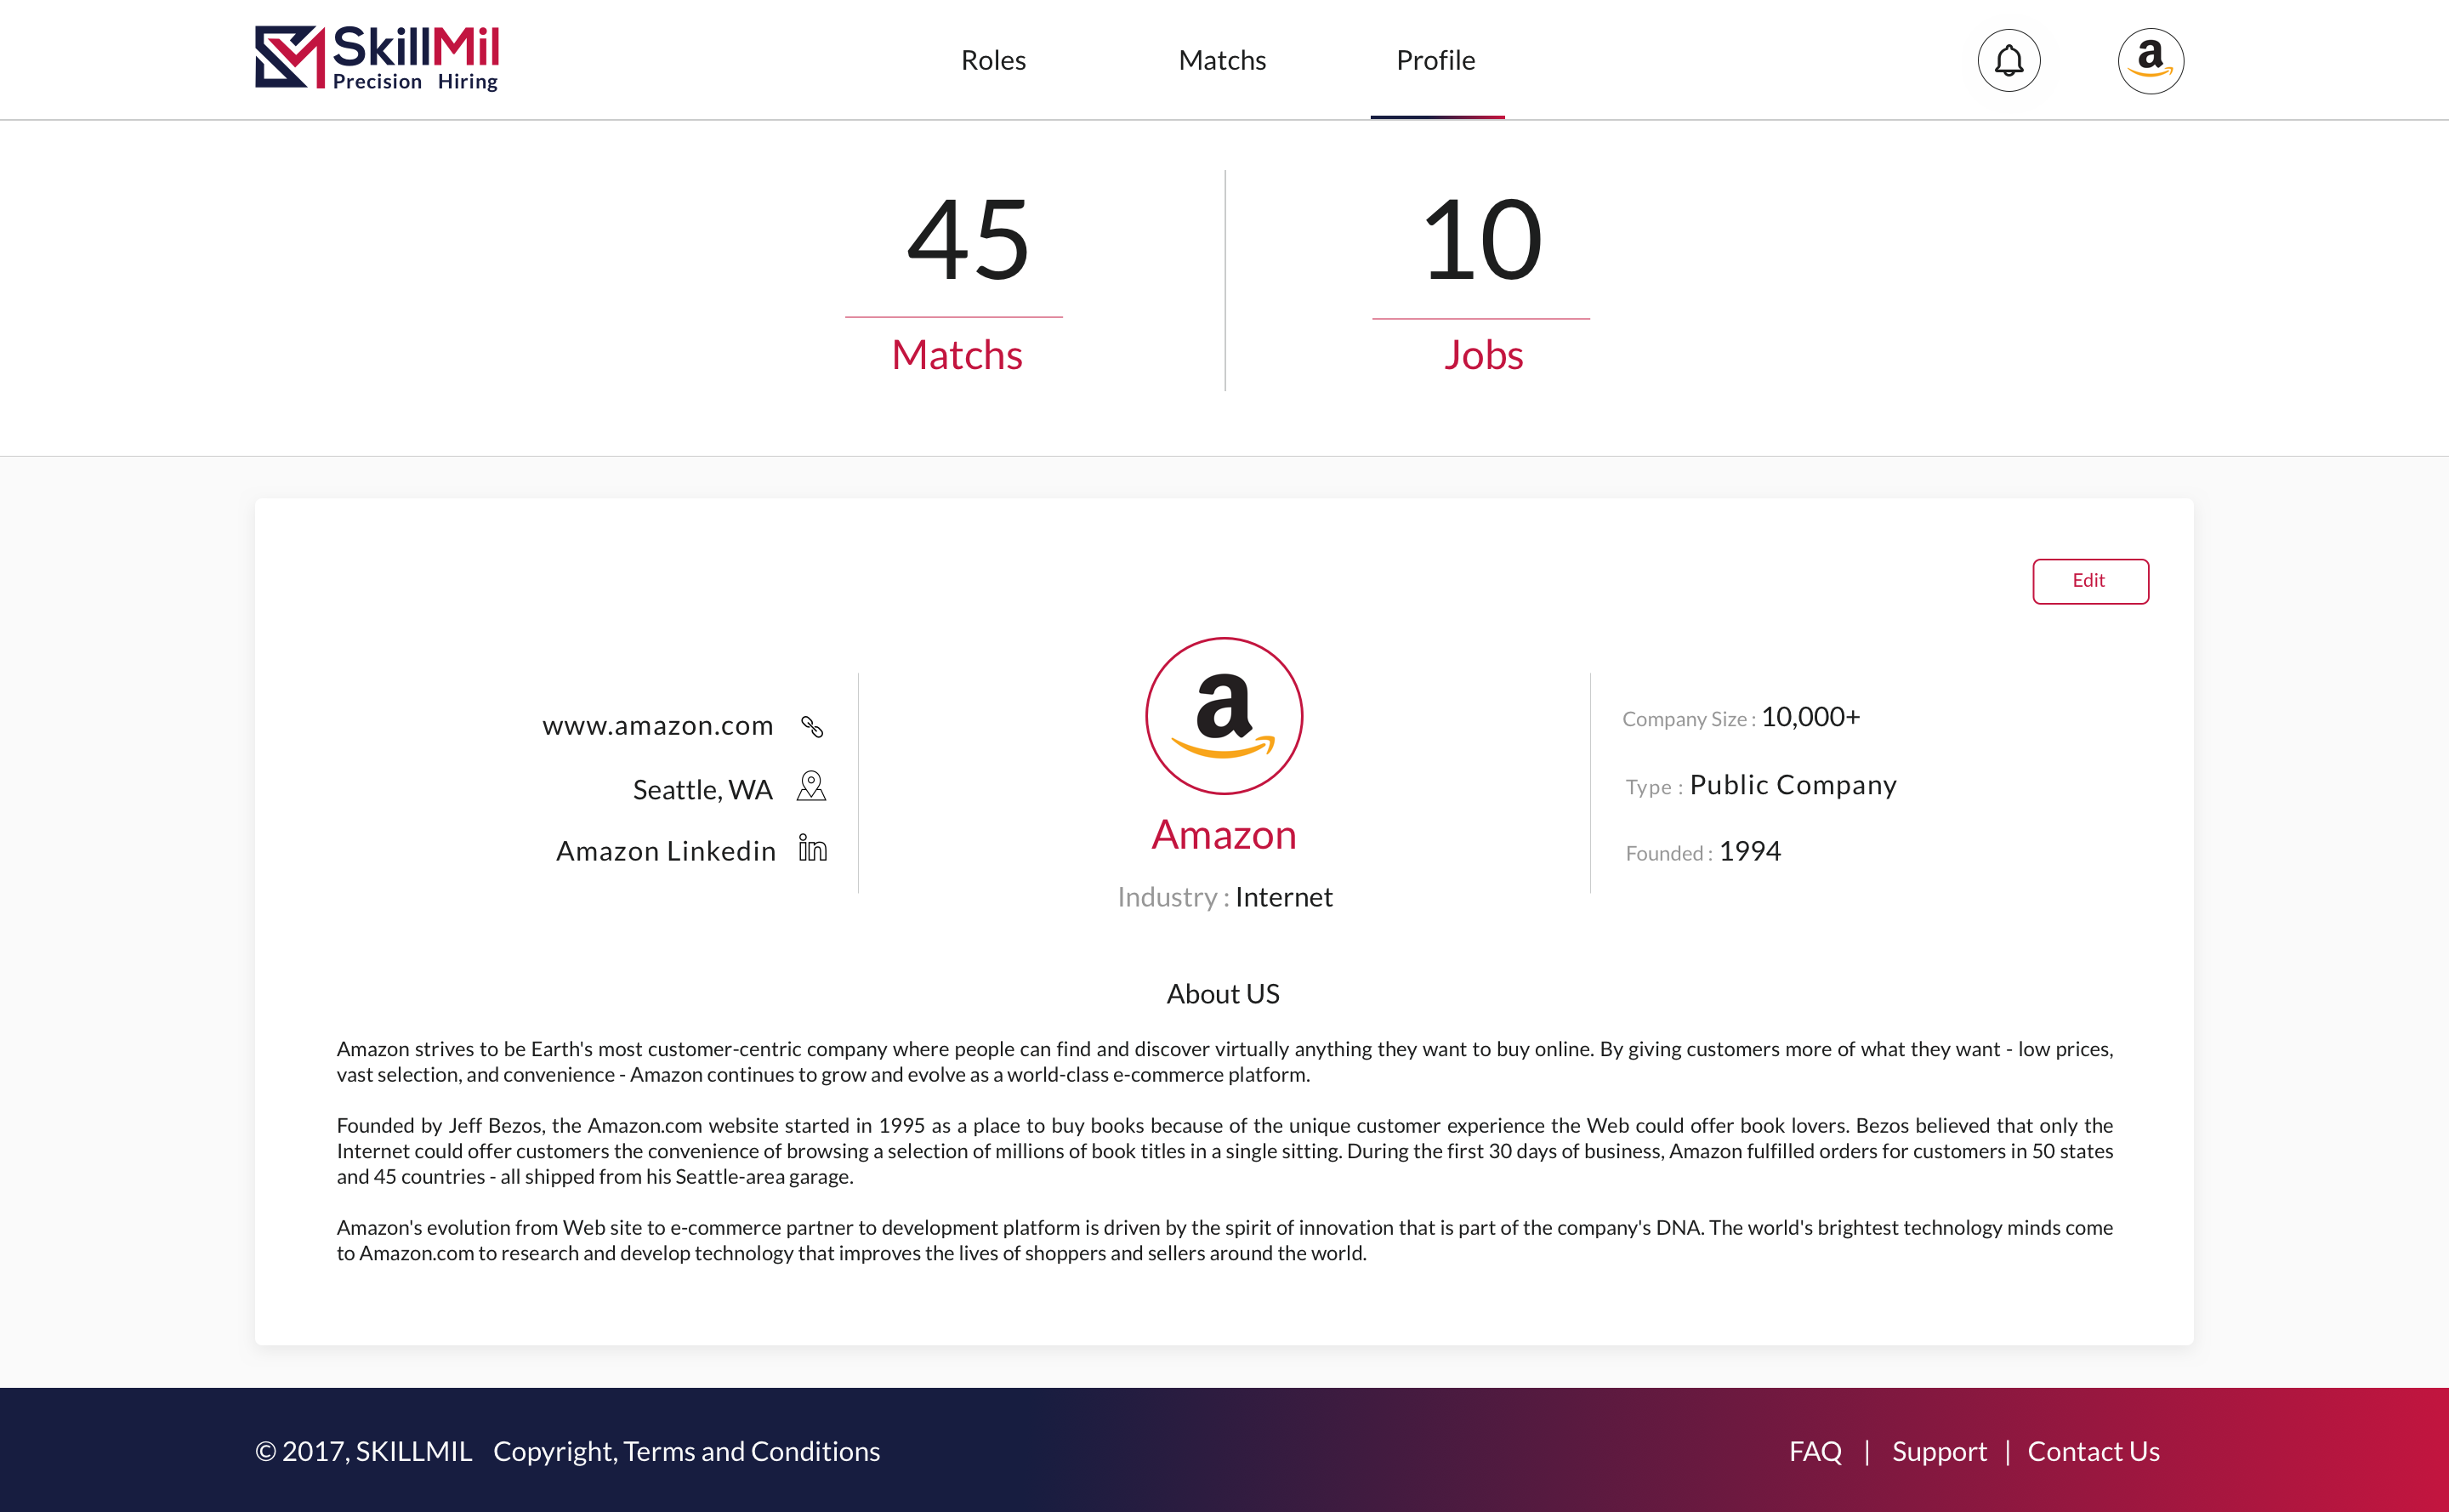 SkillMil
Precision Hiring
Roles
Matchs
Profile
a
45
Matchs
10
Jobs
Edit
www.amazon.com
Seattle, WA
Amazon Linkedin in
a
Amazon
Industry : Internet
Company Size : 10,000+
Type : Public Company
Founded : 1994
About US
Amazon strives to be Earth's most customer-centric company where people can find and discover virtually anything they want to buy online. By giving customers more of what they want - low prices,
vast selection, and convenience - Amazon continues to grow and evolve as a world-class e-commerce platform.
Founded by Jeff Bezos, the Amazon.com website started in 1995 as a place to buy books because of the unique customer experience the Web could offer book lovers. Bezos believed that only the
Internet could offer customers the convenience of browsing a selection of millions of book titles in a single sitting. During the first 30 days of business, Amazon fulfilled orders for customers in 50 states
and 45 countries - all shipped from his Seattle-area garage.
Amazon's evolution from Web site to e-commerce partner to development platform is driven by the spirit of innovation that is part of the company's DNA. The world's brightest technology minds come
to Amazon.com to research and develop technology that improves the lives of shoppers and sellers around the world.
© 2017, SKILLMIL Copyright, Terms and Conditions
FAQ | Support | Contact Us